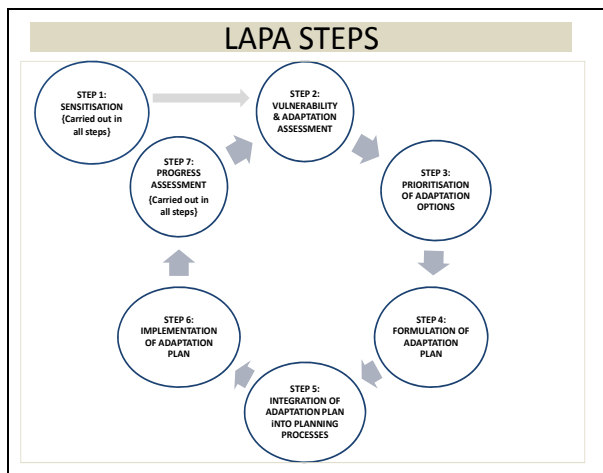 LAPA STEPS
STEP 1:
SENSITISATION
{Carried out in
all steps}
STEP 2:
VULNERABILITY
& ADAPTATION
ASSESSMENT
STEP 3:
PRIORITISATION
OF ADAPTATION
OPTIONS
STEP 4:
FORMULATION OF
ADAPTATION
PLAN
STEP 5:
INTEGRATION OF
ADAPTATION PLAN
iNTO PLANNING
PROCESSES
STEP 6:
IMPLEMENTATION
OF ADAPTATION
PLAN
STEP 7:
PROGRESS
ASSESSMENT
{Carried out in
all steps}